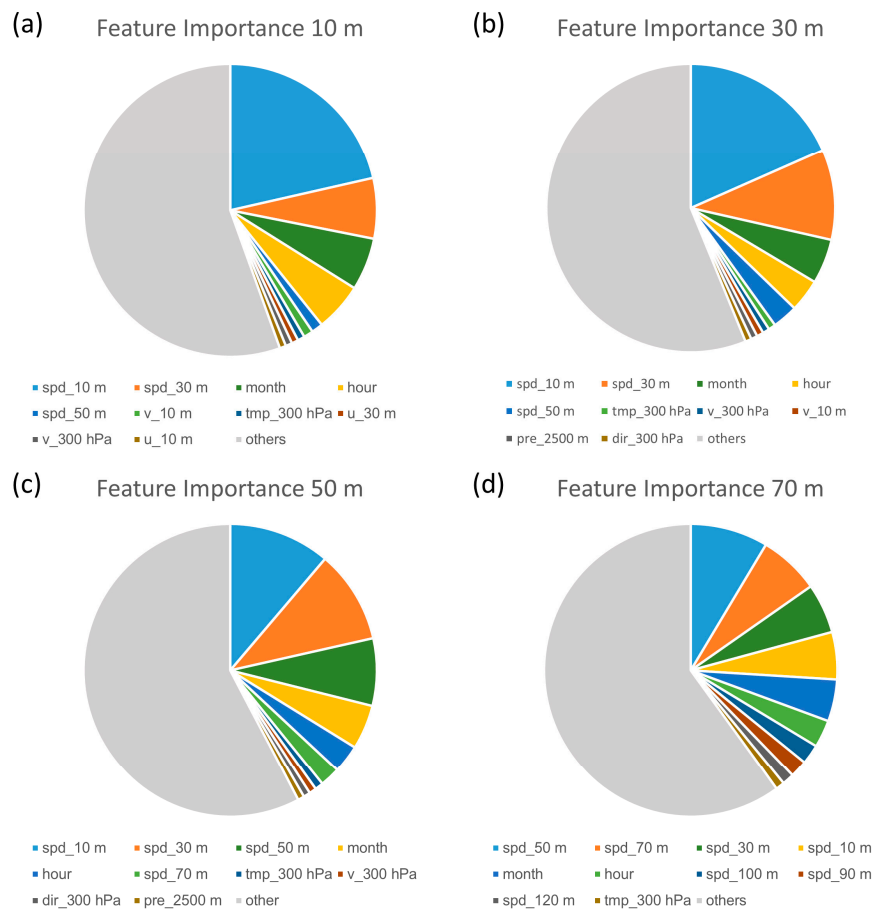 (a)
Feature Importance 10 m
spd_10 m spd_30 m month hour
spd_50 m v_10 m tmp_300 hPa u_30 m
v_300 hPa u_10 m others
(b)
Feature Importance 30 m
spd_10 m spd_30 m month hour
spd_50 m tmp_300 hPa v_300 hPa v_10 m
pre_2500 m dir_300 hPa others
(c)
Feature Importance 50 m
spd_10 m spd_30 m spd_50 m month
hour spd_70 m tmp_300 hPa v_300 hPa
dir_300 hPa pre_2500 m other
(d)
Feature Importance 70 m
spd_50 m spd_70 m spd_30 m spd_10 m
month hour spd_100 m spd_90 m
spd_120 m tmp_300 hPa others